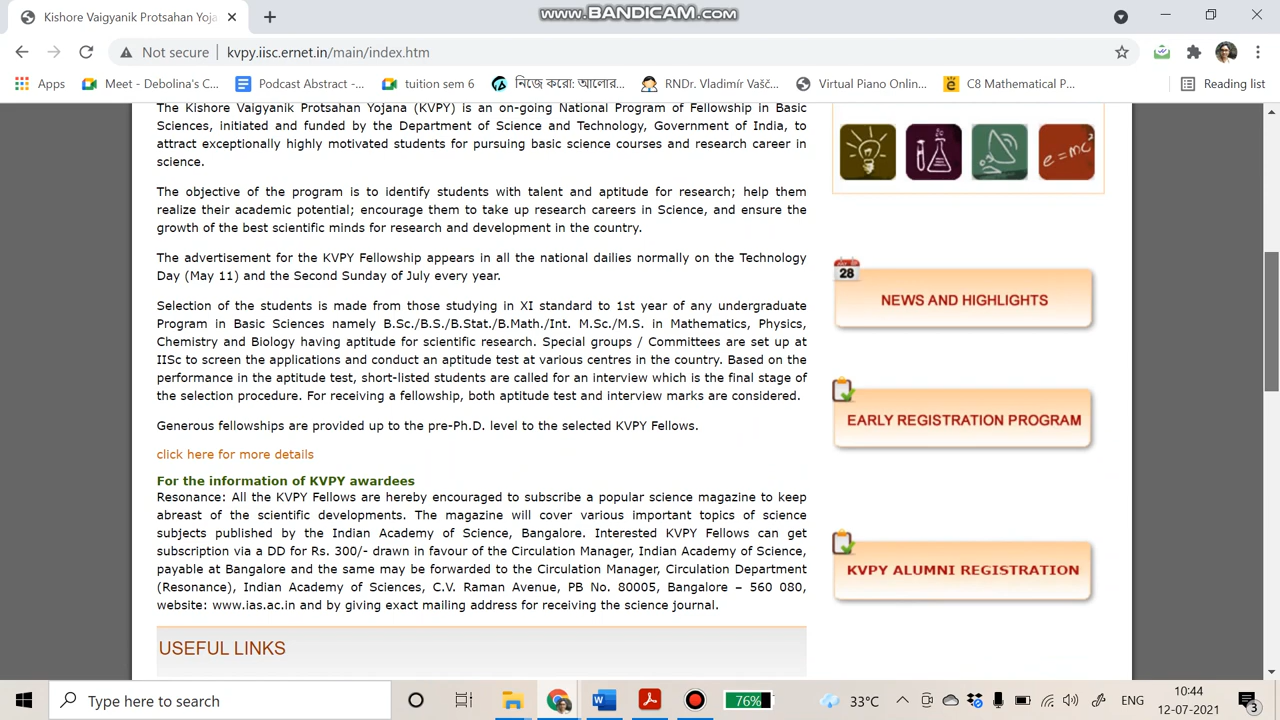 Kishore Vaigyanik Protsahan Yoja
www.BANDICAM.com
Not secure
kvpy.iisc.ernet.in/main/index.htm
Apps
Meet - Debolina's C...
Podcast Abstract -...
tuition sem 6
নিজে করো: আলোর...
RNDr. Vladimír Vašč...
Virtual Piano Onlin...
C8 Mathematical P...
Reading list
The Kishore Vaigyanik Protsahan Yojana (KVPY) is an on-going National Program of Fellowship in Basic
Sciences, initiated and funded by the Department of Science and Technology, Government of India, to
attract exceptionally highly motivated students for pursuing basic science courses and research career in
science.
The objective of the program is to identify students with talent and aptitude for research; help them
realize their academic potential; encourage them to take up research careers in Science, and ensure the
growth of the best scientific minds for research and development in the country.
The advertisement for the KVPY Fellowship appears in all the national dailies normally on the Technology
Day (May 11) and the Second Sunday of July every year.
Selection of the students is made from those studying in XI standard to 1st year of any undergraduate
Program in Basic Sciences namely B.Sc./B.S./B.Stat./B.Math./Int. M.Sc./M.S. in Mathematics, Physics,
Chemistry and Biology having aptitude for scientific research. Special groups / Committees are set up at
IISc to screen the applications and conduct an aptitude test at various centres in the country. Based on the
performance in the aptitude test, short-listed students are called for an interview which is the final stage of
the selection procedure. For receiving a fellowship, both aptitude test and interview marks are considered.
Generous fellowships are provided up to the pre-Ph.D. level to the selected KVPY Fellows.
click here for more details
For the information of KVPY awardees
Resonance: All the KVPY Fellows are hereby encouraged to subscribe a popular science magazine to keep
abreast of the scientific developments. The magazine will cover various important topics of science
subjects published by the Indian Academy of Science, Bangalore. Interested KVPY Fellows can get
subscription via a DD for Rs. 300/- drawn in favour of the Circulation Manager, Indian Academy of Science,
payable at Bangalore and the same may be forwarded to the Circulation Manager, Circulation Department
(Resonance), Indian Academy of Sciences, C.V. Raman Avenue, PB No. 80005, Bangalore – 560 080,
website: www.ias.ac.in and by giving exact mailing address for receiving the science journal.
USEFUL LINKS
e=mc²
28
NEWS AND HIGHLIGHTS
EARLY REGISTRATION PROGRAM
KVPY ALUMNI REGISTRATION
Type here to search
76%
33°C
ENG
10:44
12-07-2021
3